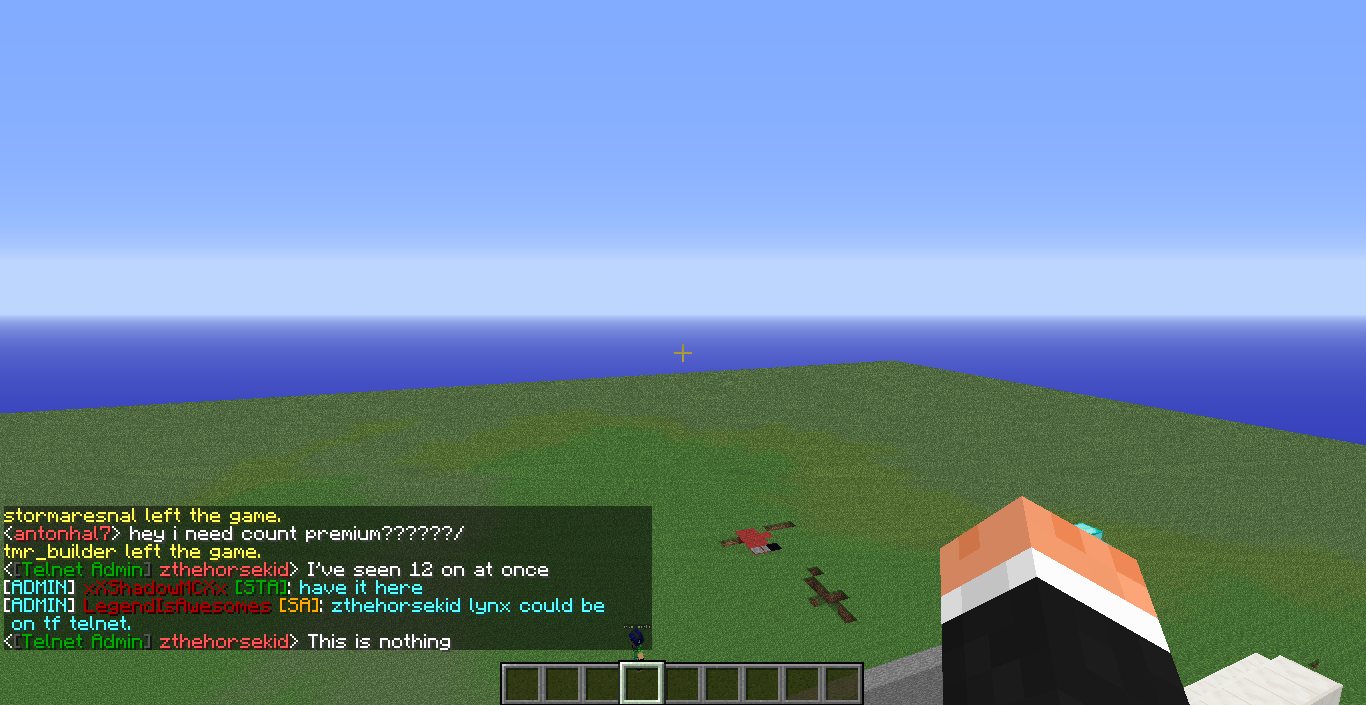 stormaresnal left the game.
<antonhal7> hey i need count premium??????/
tmr_builder left the game.
<[Telnet Admin] zthehorsekid> I've seen 12 on at once
[ADMIN] xXShadowMCXx [STA]: have it here
[ADMIN] LegendIsAwesomes [SA]: zthehorsekid lynx could be
on tf telnet.
<[Telnet Admin] zthehorsekid> This is nothing